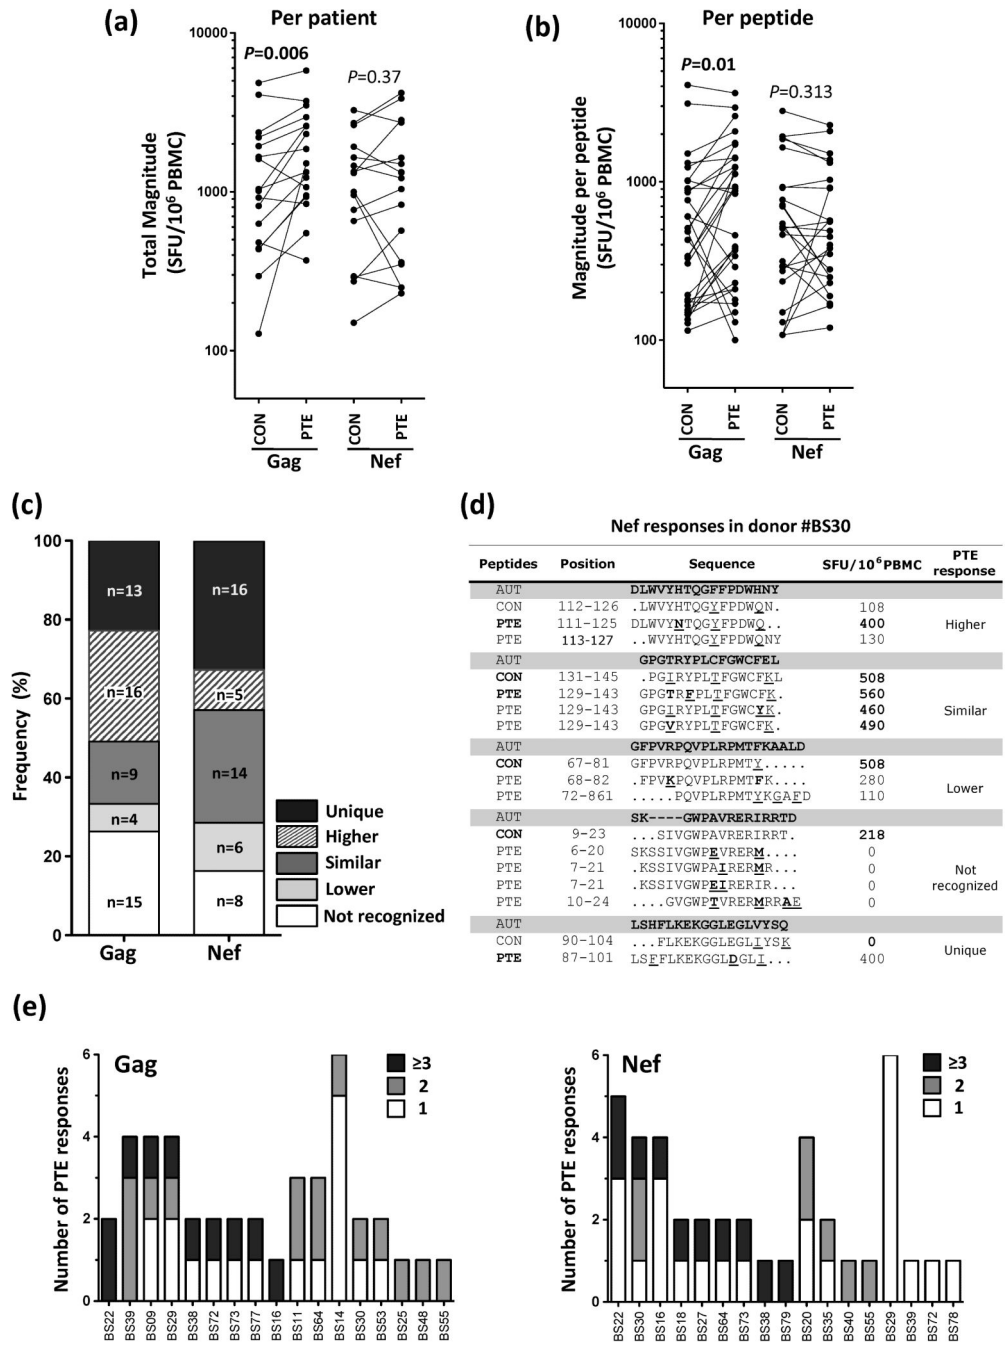 (a)
Per patient
10000
1000
100
Total Magnitude
(SFU/10⁶ PBMC)
P=0.006
P=0.37
CON
PTE
CON
PTE
Gag
Nef
(b)
Per peptide
10000
1000
100
Magnitude per peptide
(SFU/10⁶ PBMC)
P=0.01
P=0.313
CON
PTE
CON
PTE
Gag
Nef
(c)
100
80
60
40
20
0
Frequency (%)
n=13
n=16
n=9
n=4
n=15
n=16
n=5
n=14
n=6
n=8
Gag
Nef
Unique
Higher
Similar
Lower
Not recognized
(d)
Nef responses in donor #BS30
Peptides Position Sequence SFU/10⁶PBMC PTE response
AUT DLWVYHTQGFFPDWHNY
CON 112-126 .LWVYHTQGYFPDWQN. 108
PTE 111-125 DLWVYNTQGYFPDWQ.. 400 Higher
PTE 113-127 ..WVYHTQGYFPDWQNY 130
AUT GPGTRYPLCFGWCFEL
CON 131-145 .PGIRYPLTFGWCFKL 508
PTE 129-143 GPGTRFPLTFGWCFK. 560
PTE 129-143 GPGIRYPLTFGWCYK. 460 Similar
PTE 129-143 GPGVRYPLTFGWCFK. 490
AUT GFPVRPQVPLRPMTFKAALD
CON 67-81 GFPVRPQVPLRPMTY..... 508
PTE 68-82 .FPVKPQVPLRPMTFK.... 280 Lower
PTE 72-861 .....PQVPLRPMTYKGAFD 110
AUT SK----GWPAVRERIRRTD
CON 9-23 ...SIVGWPAVRERIRRT. 218
PTE 6-20 SKSSIVGWPEVRERM.... 0
PTE 7-21 .KSSIVGWPAIRERMR... 0 Not recognized
PTE 7-21 .KSSIVGWPEIRERIR... 0
PTE 10-24 ....GVGWPTVRERMRRAE 0
AUT LSHFLKEKGGLEGLVYSQ
CON 90-104 ...FLKEKGGLEGLIYSK. 0 Unique
PTE 87-101 LSFFLKEKGGLDGLI... 400
(e)
Gag
6
4
2
0
Number of PTE responses
≥3
2
1
BS22
BS39
BS09
BS29
BS38
BS72
BS73
BS77
BS16
BS11
BS64
BS14
BS30
BS53
BS25
BS48
BS55
Nef
6
4
2
0
Number of PTE responses
≥3
2
1
BS22
BS30
BS16
BS18
BS27
BS64
BS73
BS38
BS79
BS20
BS35
BS40
BS55
BS29
BS39
BS72
BS78